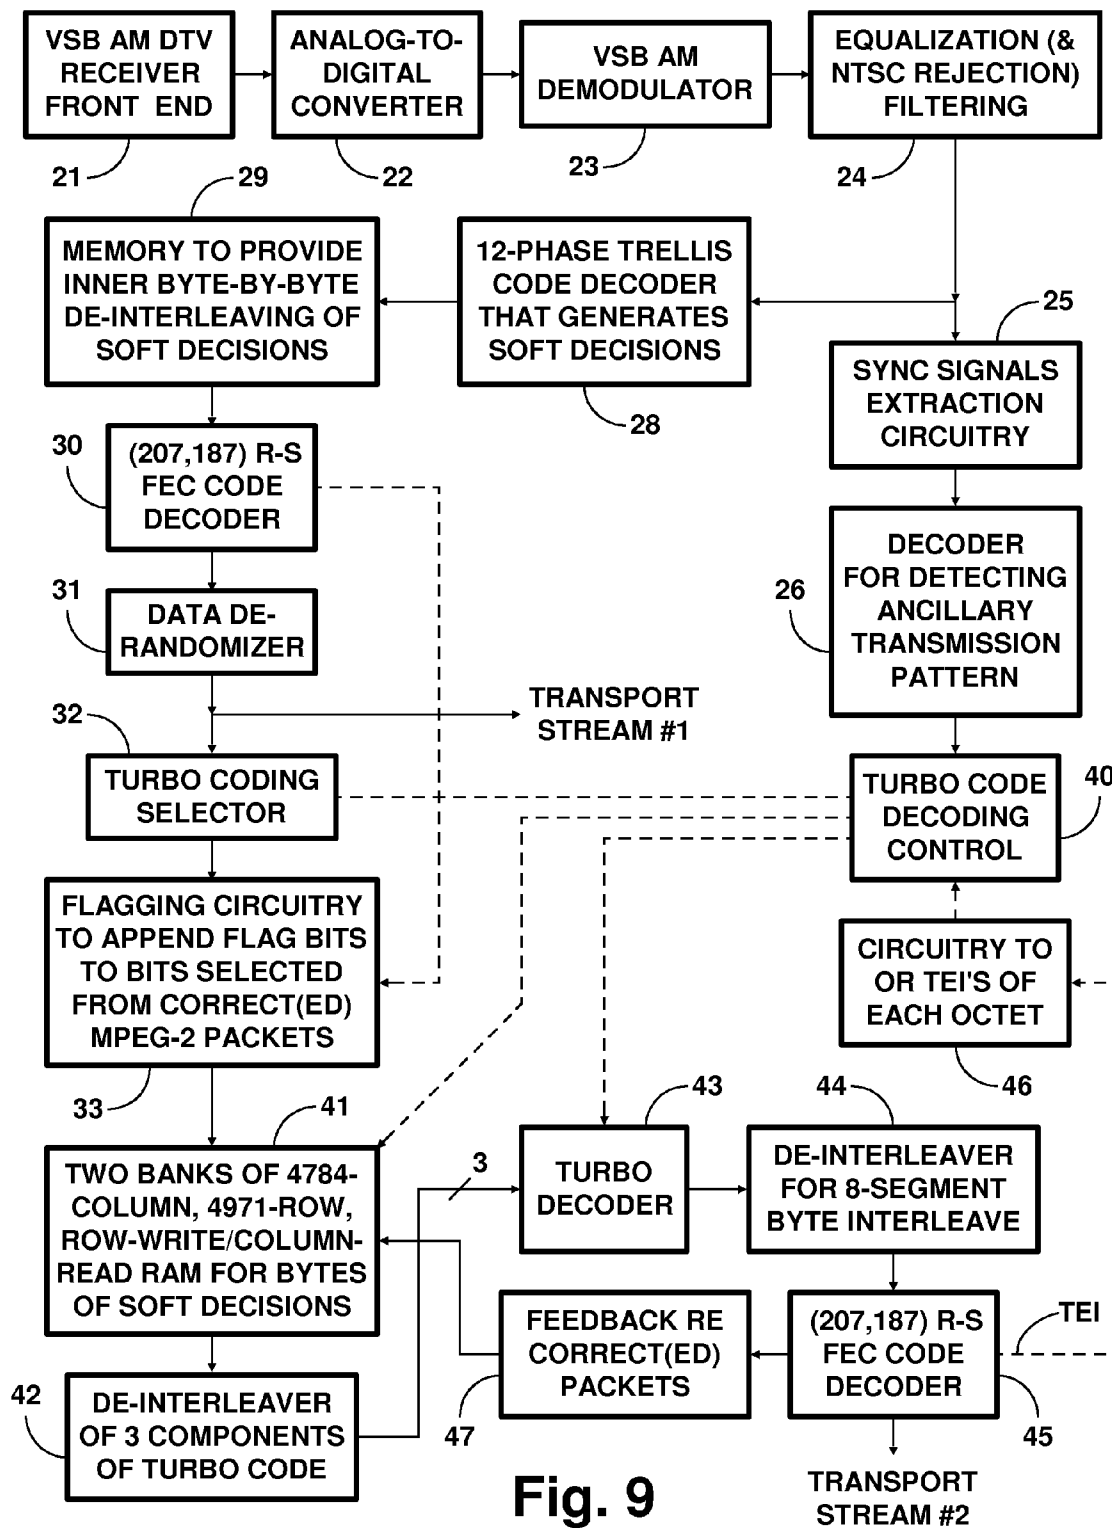 VSB AM DTV
RECEIVER
FRONT END
21
ANALOG-TO-
DIGITAL
CONVERTER
22
VSB AM
DEMODULATOR
23
EQUALIZATION (&
NTSC REJECTION)
FILTERING
24
29
MEMORY TO PROVIDE
INNER BYTE-BY-BYTE
DE-INTERLEAVING OF
SOFT DECISIONS
12-PHASE TRELLIS
CODE DECODER
THAT GENERATES
SOFT DECISIONS
28
25
SYNC SIGNALS
EXTRACTION
CIRCUITRY
30
(207,187) R-S
FEC CODE
DECODER
26
DECODER
FOR DETECTING
ANCILLARY
TRANSMISSION
PATTERN
31
DATA DE-
RANDOMIZER
TRANSPORT
STREAM #1
32
TURBO CODING
SELECTOR
TURBO CODE
DECODING
CONTROL
40
FLAGGING CIRCUITRY
TO APPEND FLAG BITS
TO BITS SELECTED
FROM CORRECT(ED)
MPEG-2 PACKETS
33
CIRCUITRY TO
OR TEI'S OF
EACH OCTET
46
41
TWO BANKS OF 4784-
COLUMN, 4971-ROW,
ROW-WRITE/COLUMN-
READ RAM FOR BYTES
OF SOFT DECISIONS
3
43
TURBO
DECODER
44
DE-INTERLEAVER
FOR 8-SEGMENT
BYTE INTERLEAVE
FEEDBACK RE
CORRECT(ED)
PACKETS
47
(207,187) R-S
FEC CODE
DECODER
45
TEI
42
DE-INTERLEAVER
OF 3 COMPONENTS
OF TURBO CODE
TRANSPORT
STREAM #2
Fig. 9